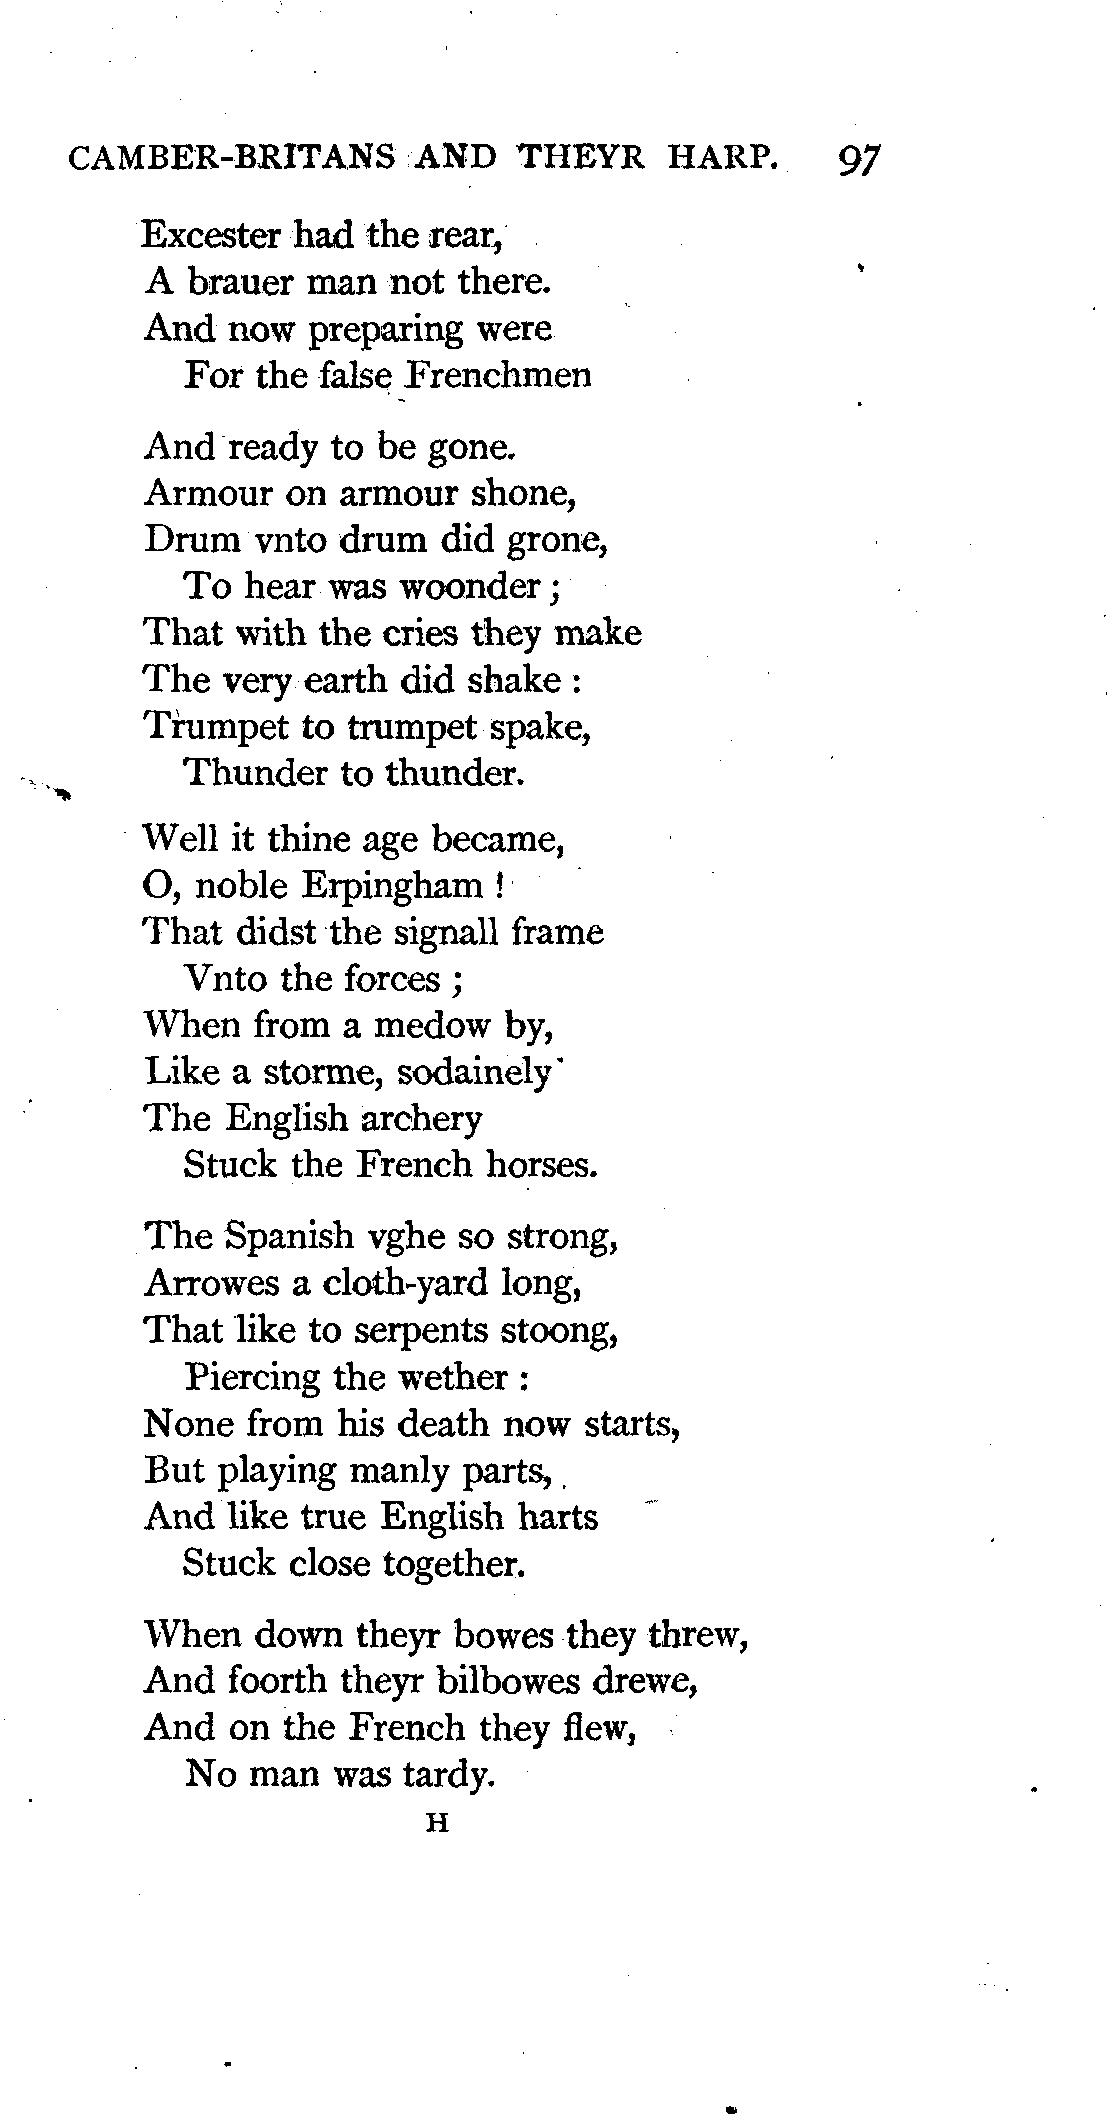 CAMBER-BRITANS AND THEYR HARP. 97
Excester had the rear,
A brauer man not there.
And now preparing were
For the false Frenchmen
And ready to be gone.
Armour on armour shone,
Drum vnto drum did grone,
To hear was woonder ;
That with the cries they make
The very earth did shake :
Trumpet to trumpet spake,
Thunder to thunder.
Well it thine age became,
O, noble Erpingham !
That didst the signall frame
Vnto the forces ;
When from a medow by,
Like a storme, sodainely
The English archery
Stuck the French horses.
The Spanish vghe so strong,
Arrowes a cloth-yard long,
That like to serpents stoong,
Piercing the wether :
None from his death now starts,
But playing manly parts,
And like true English harts
Stuck close together.
When down theyr bowes they threw,
And foorth theyr bilbowes drewe,
And on the French they flew,
No man was tardy.
H